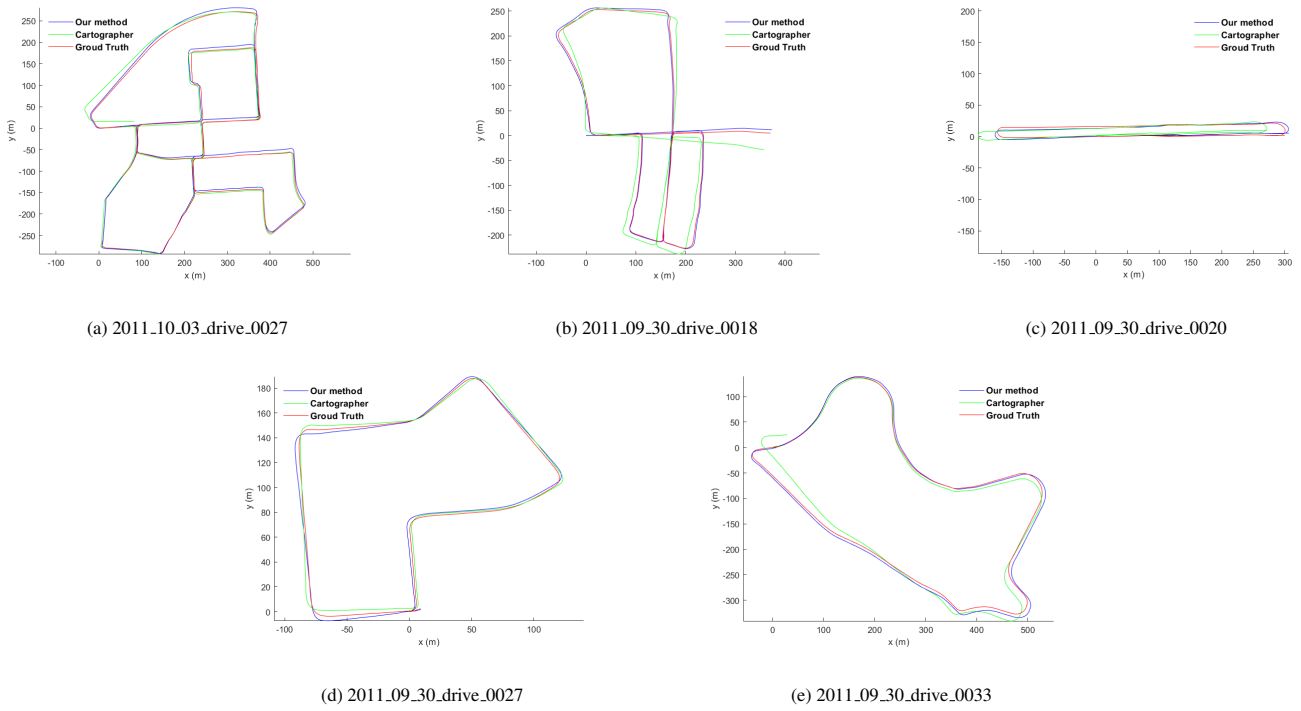 Our method
Cartographer
Groud Truth
250
200
150
100
50
0
-50
-100
-150
-200
-250
-100
0
100
200
300
400
500
x (m)
y (m)
(a) 2011_10_03_drive_0027
Our method
Cartographer
Groud Truth
250
200
150
100
50
0
-50
-100
-150
-200
-100
0
100
200
300
400
x (m)
y (m)
(b) 2011_09_30_drive_0018
Our method
Cartographer
Groud Truth
200
150
100
50
0
-50
-100
-150
-150
-100
-50
0
50
100
150
200
250
300
x (m)
y (m)
(c) 2011_09_30_drive_0020
Our method
Cartographer
Groud Truth
180
160
140
120
100
80
60
40
20
0
-100
-50
0
50
100
x (m)
y (m)
(d) 2011_09_30_drive_0027
Our method
Cartographer
Groud Truth
100
50
0
-50
-100
-150
-200
-250
-300
0
100
200
300
400
500
x (m)
y (m)
(e) 2011_09_30_drive_0033